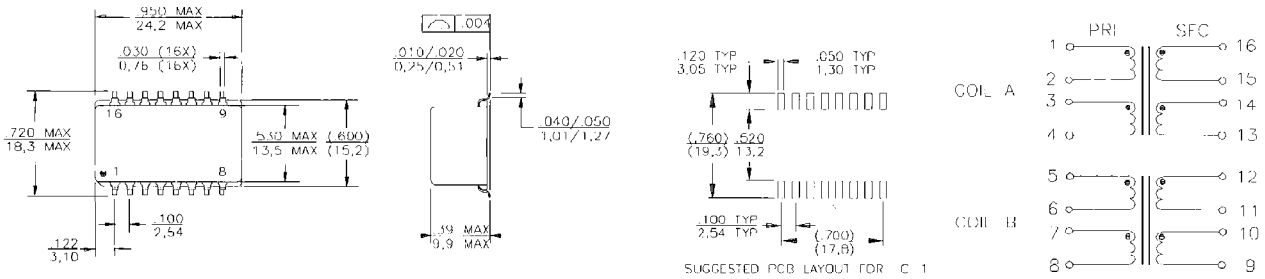 .950 MAX
24,2 MAX
.030 (16X)
0,76 (16X)
16 9
.720 MAX
18,3 MAX
.530 MAX
13,5 MAX
(.600)
(15,2)
1 8
.100
2,54
.122
3,10
.004
.010/.020
0,25/0,51
.040/.050
1,01/1,27
.39 MAX
9,9 MAX
.120 TYP
3,05 TYP
.050 TYP
1,30 TYP
(.760)
(19,3)
.520
13,2
.100 TYP
2,54 TYP
(.700)
(17,8)
SUGGESTED PCB LAYOUT FOR C 1
PRI SEC
COIL A
1 16
2 15
3 14
4 13
COIL B
5 12
6 11
7 10
8 9